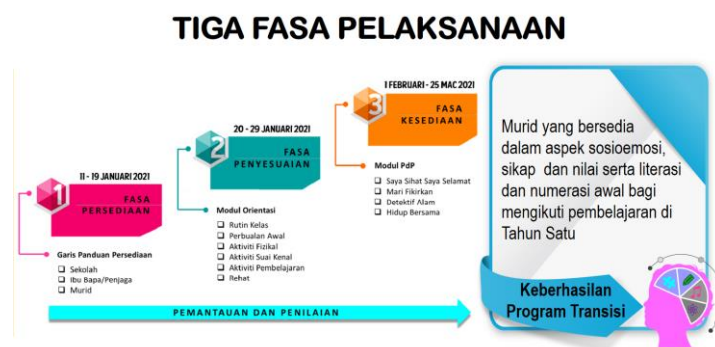 TIGA FASA PELAKSANAAN
11 - 19 JANUARI 2021
1
FASA
PERSEDIAAN
Garis Panduan Persediaan
Sekolah
Ibu Bapa/Penjaga
Murid
20 - 29 JANUARI 2021
2
FASA
PENYESUAIAN
Modul Orientasi
Rutin Kelas
Perbualan Awal
Aktiviti Fizikal
Aktiviti Suai Kenal
Aktiviti Pembelajaran
Rehat
1 FEBRUARI - 25 MAC 2021
3
FASA
KESEDIAAN
Modul PdP
Saya Sihat Saya Selamat
Mari Fikirkan
Detektif Alam
Hidup Bersama
PEMANTAUAN DAN PENILAIAN
Murid yang bersedia
dalam aspek sosioemosi,
sikap dan nilai serta literasi
dan numerasi awal bagi
mengikuti pembelajaran di
Tahun Satu
Keberhasilan
Program Transisi